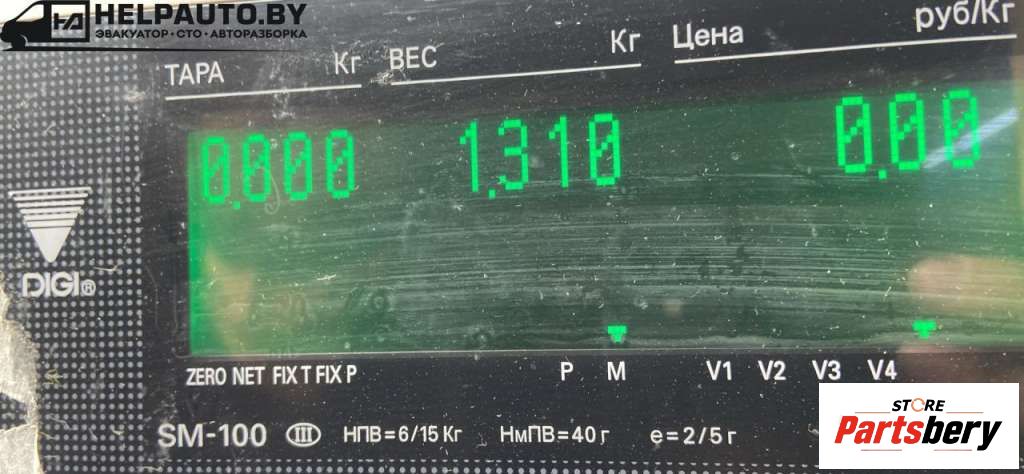 HELPAUTO.BY
ЭВАКУАТОР · СТО · АВТОРАЗБОРКА
ТАРА Кг ВЕС Кг Цена руб/Кг
0.000 1.310 0.00
DIGI®
ZERO NET FIX T FIX P P M V1 V2 V3 V4
SM-100 III НПВ=6/15 Кг НмПВ=40 г е=2/5 г
STORE
Partsbery